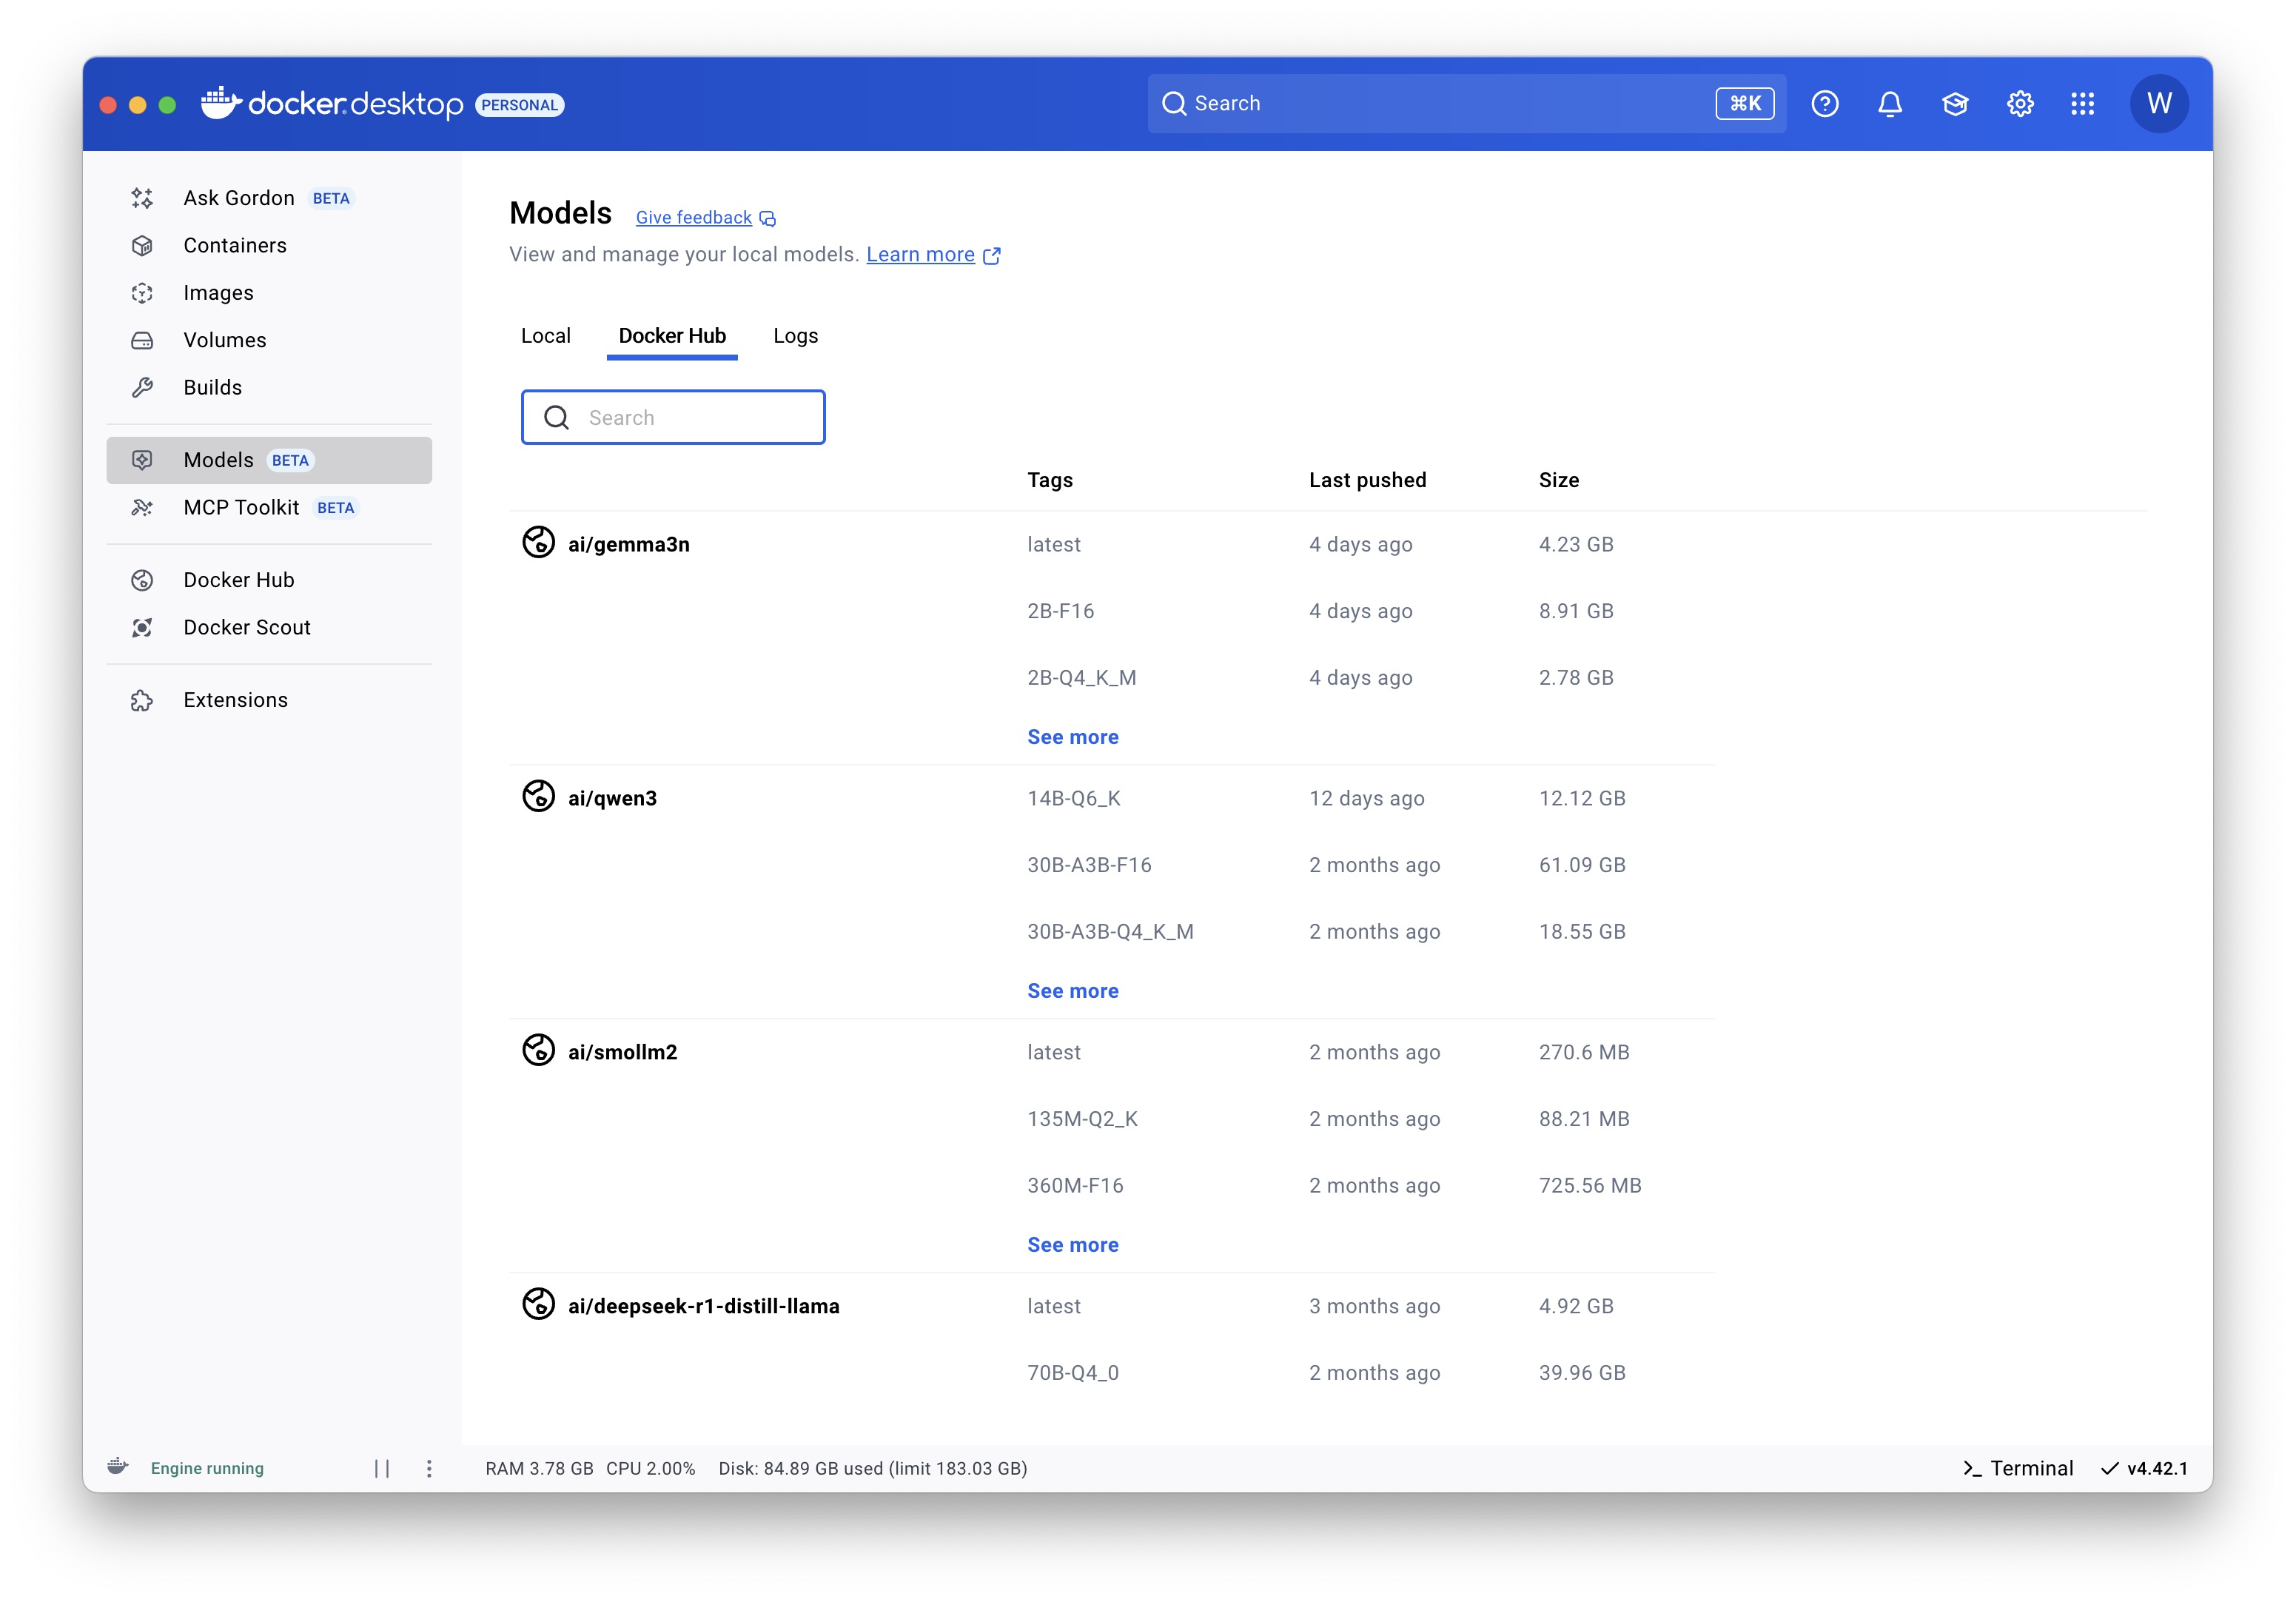 docker desktop PERSONAL
Search ⌘K
W
Ask Gordon BETA
Containers
Images
Volumes
Builds
Models BETA
MCP Toolkit BETA
Docker Hub
Docker Scout
Extensions
Models Give feedback
View and manage your local models. Learn more
Local Docker Hub Logs
Search
Tags Last pushed Size
ai/gemma3n latest 4 days ago 4.23 GB
2B-F16 4 days ago 8.91 GB
2B-Q4_K_M 4 days ago 2.78 GB
See more
ai/qwen3 14B-Q6_K 12 days ago 12.12 GB
30B-A3B-F16 2 months ago 61.09 GB
30B-A3B-Q4_K_M 2 months ago 18.55 GB
See more
ai/smollm2 latest 2 months ago 270.6 MB
135M-Q2_K 2 months ago 88.21 MB
360M-F16 2 months ago 725.56 MB
See more
ai/deepseek-r1-distill-llama latest 3 months ago 4.92 GB
70B-Q4_0 2 months ago 39.96 GB
Engine running RAM 3.78 GB CPU 2.00% Disk: 84.89 GB used (limit 183.03 GB) Terminal v4.42.1